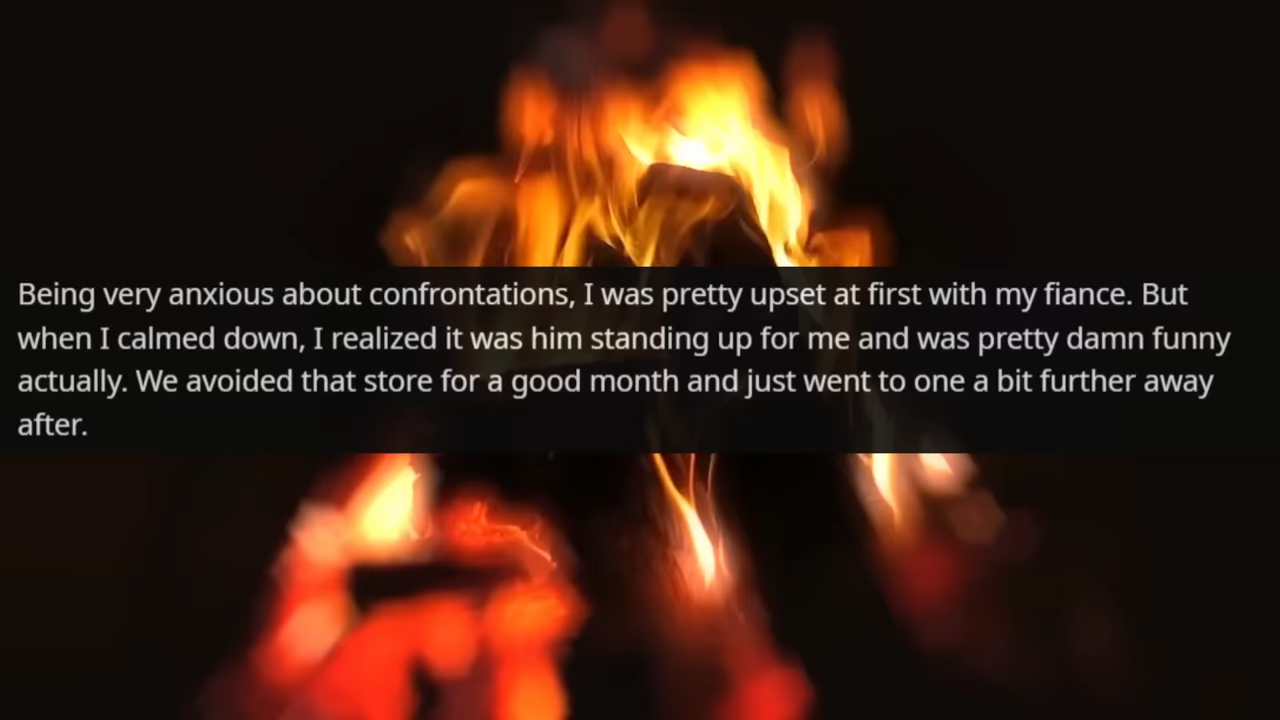 Being very anxious about confrontations, I was pretty upset at first with my fiance. But
when I calmed down, I realized it was him standing up for me and was pretty damn funny
actually. We avoided that store for a good month and just went to one a bit further away
after.